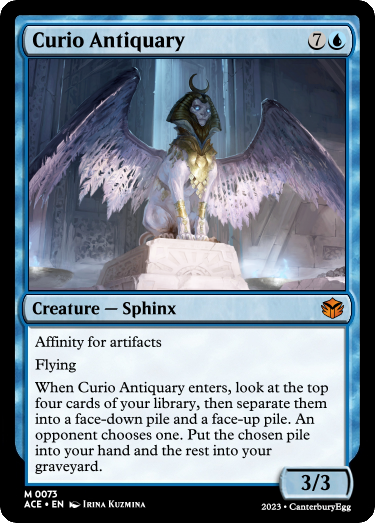 Curio Antiquary 7
Creature — Sphinx
Affinity for artifacts
Flying
When Curio Antiquary enters, look at the top
four cards of your library, then separate them
into a face-down pile and a face-up pile. An
opponent chooses one. Put the chosen pile
into your hand and the rest into your
graveyard.
3/3
M 0073
ACE • EN Irina Kuzmina
2023 • CanterburyEgg